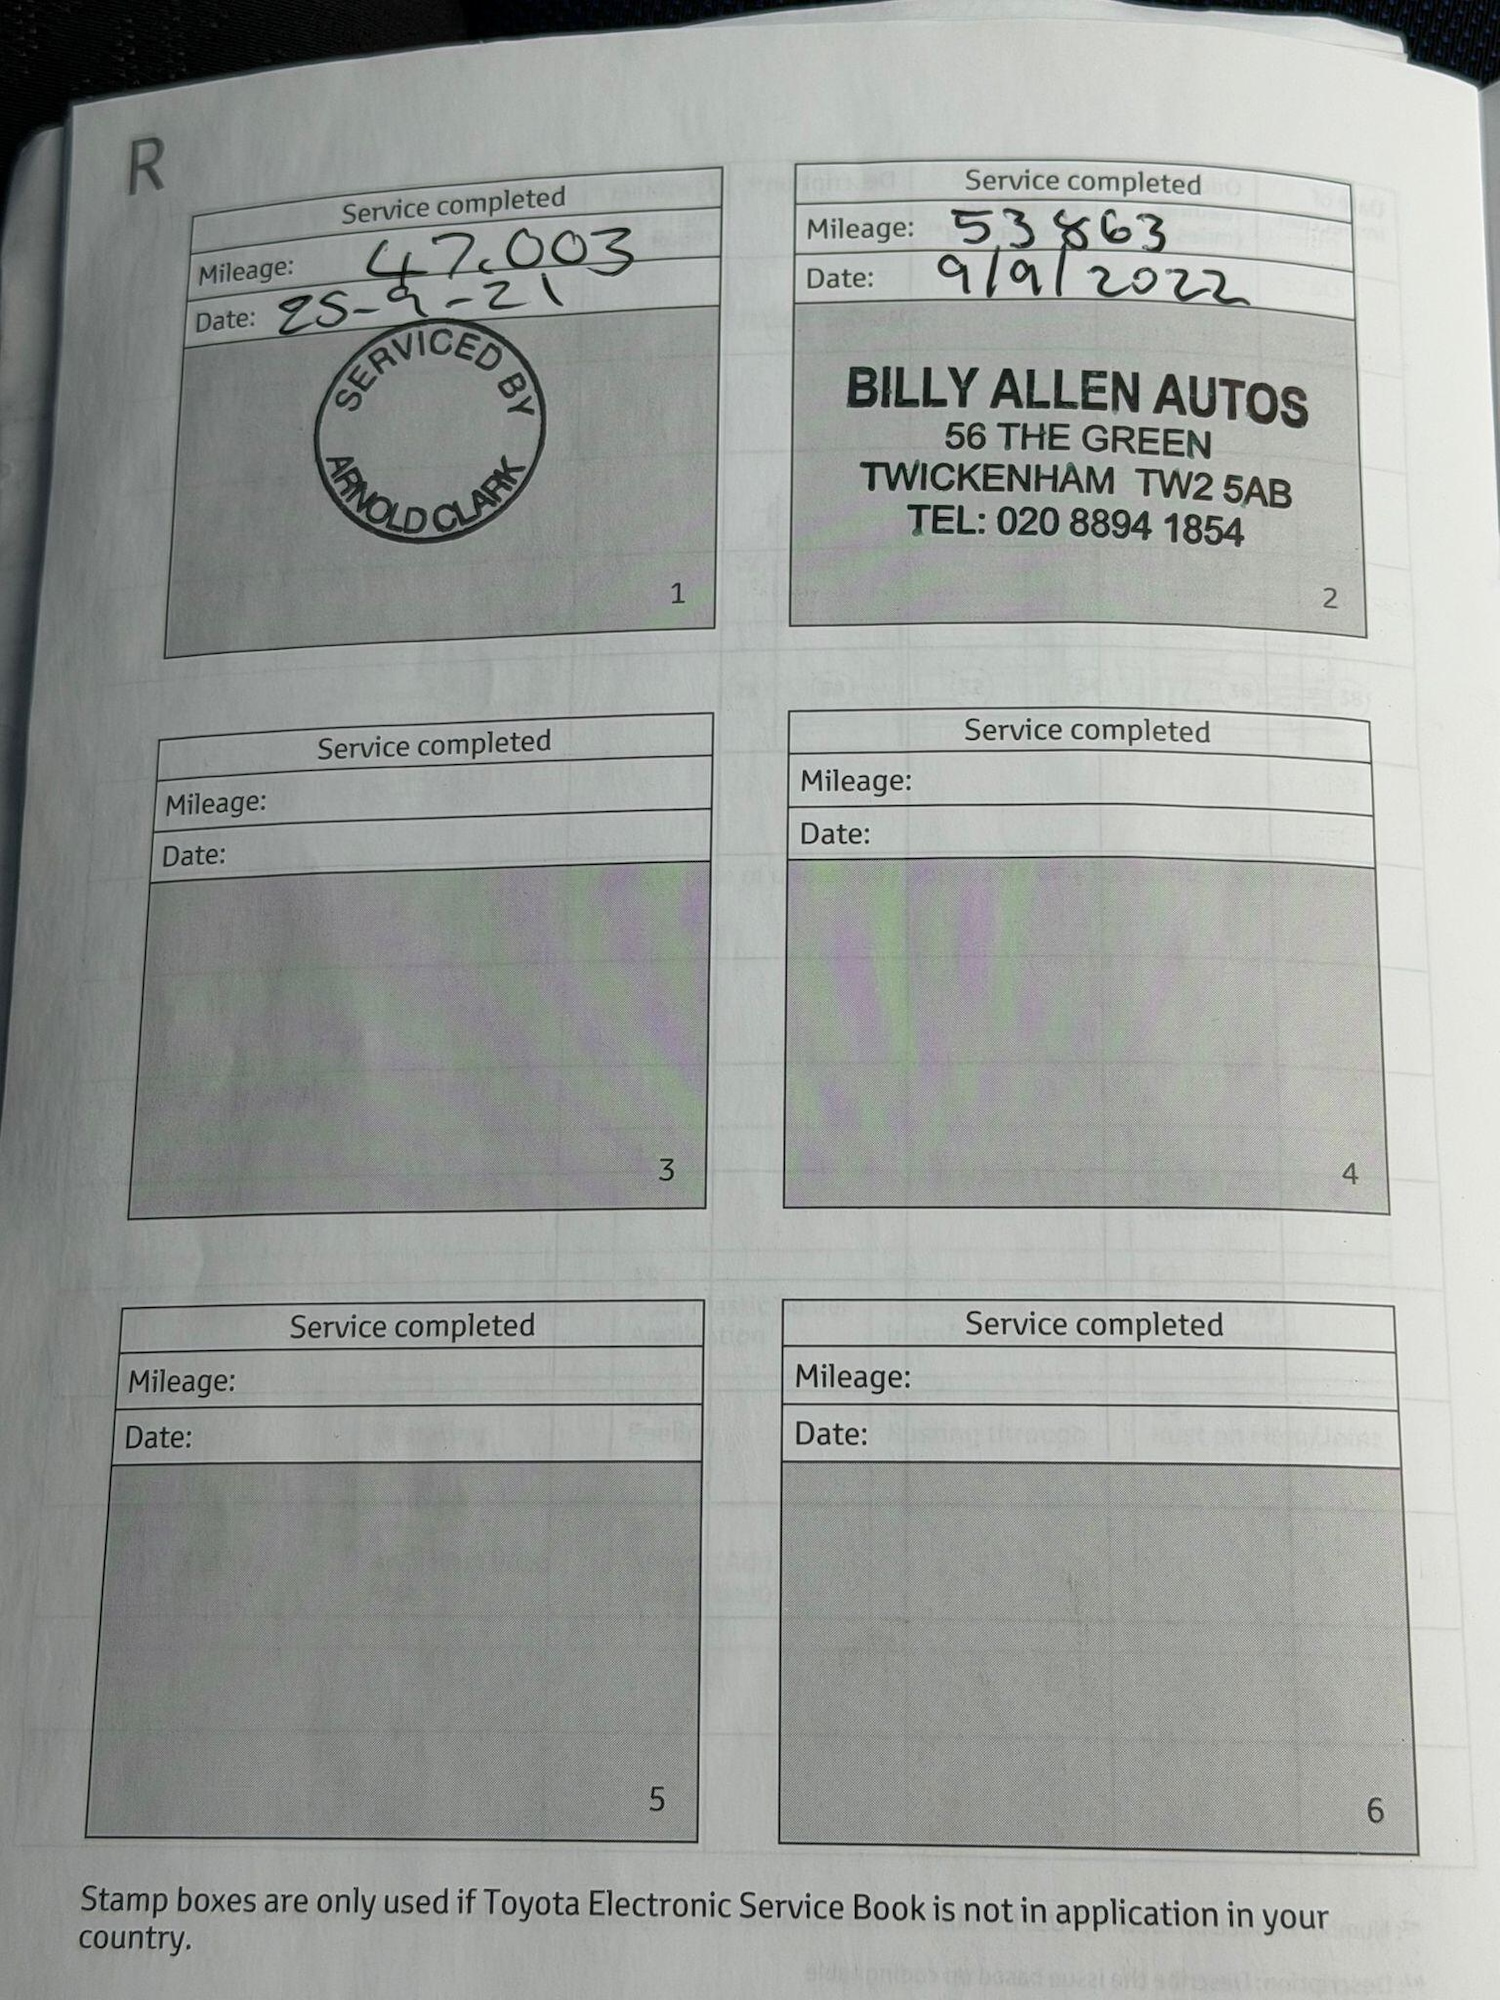 R
Service completed
Mileage: 47.003
Date: 25-9-21
SERVICED BY
ARNOLD CLARK
1
Service completed
Mileage: 53,863
Date: 9/9/2022
BILLY ALLEN AUTOS
56 THE GREEN
TWICKENHAM TW2 5AB
TEL: 020 8894 1854
2
Service completed
Mileage:
Date:
3
Service completed
Mileage:
Date:
4
Service completed
Mileage:
Date:
5
Service completed
Mileage:
Date:
6
Stamp boxes are only used if Toyota Electronic Service Book is not in application in your
country.